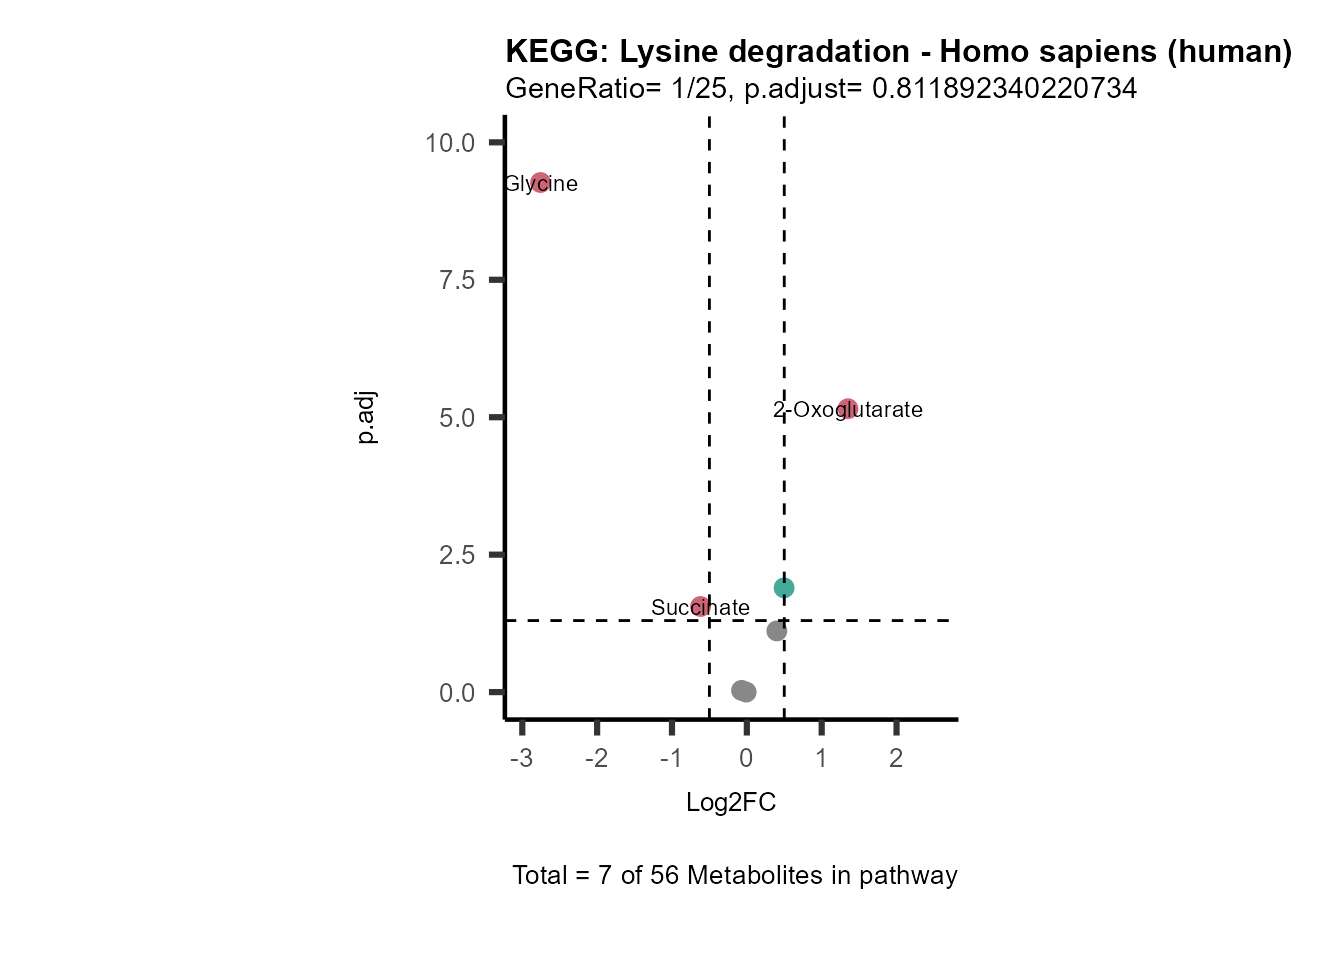 KEGG: Lysine degradation - Homo sapiens (human)
GeneRatio= 1/25, p.adjust= 0.811892340220734
10.0
Glycine
7.5
p.adj
5.0
2-Oxoglutarate
2.5
Succinate
0.0
-3 -2 -1 0 1 2
Log2FC
Total = 7 of 56 Metabolites in pathway